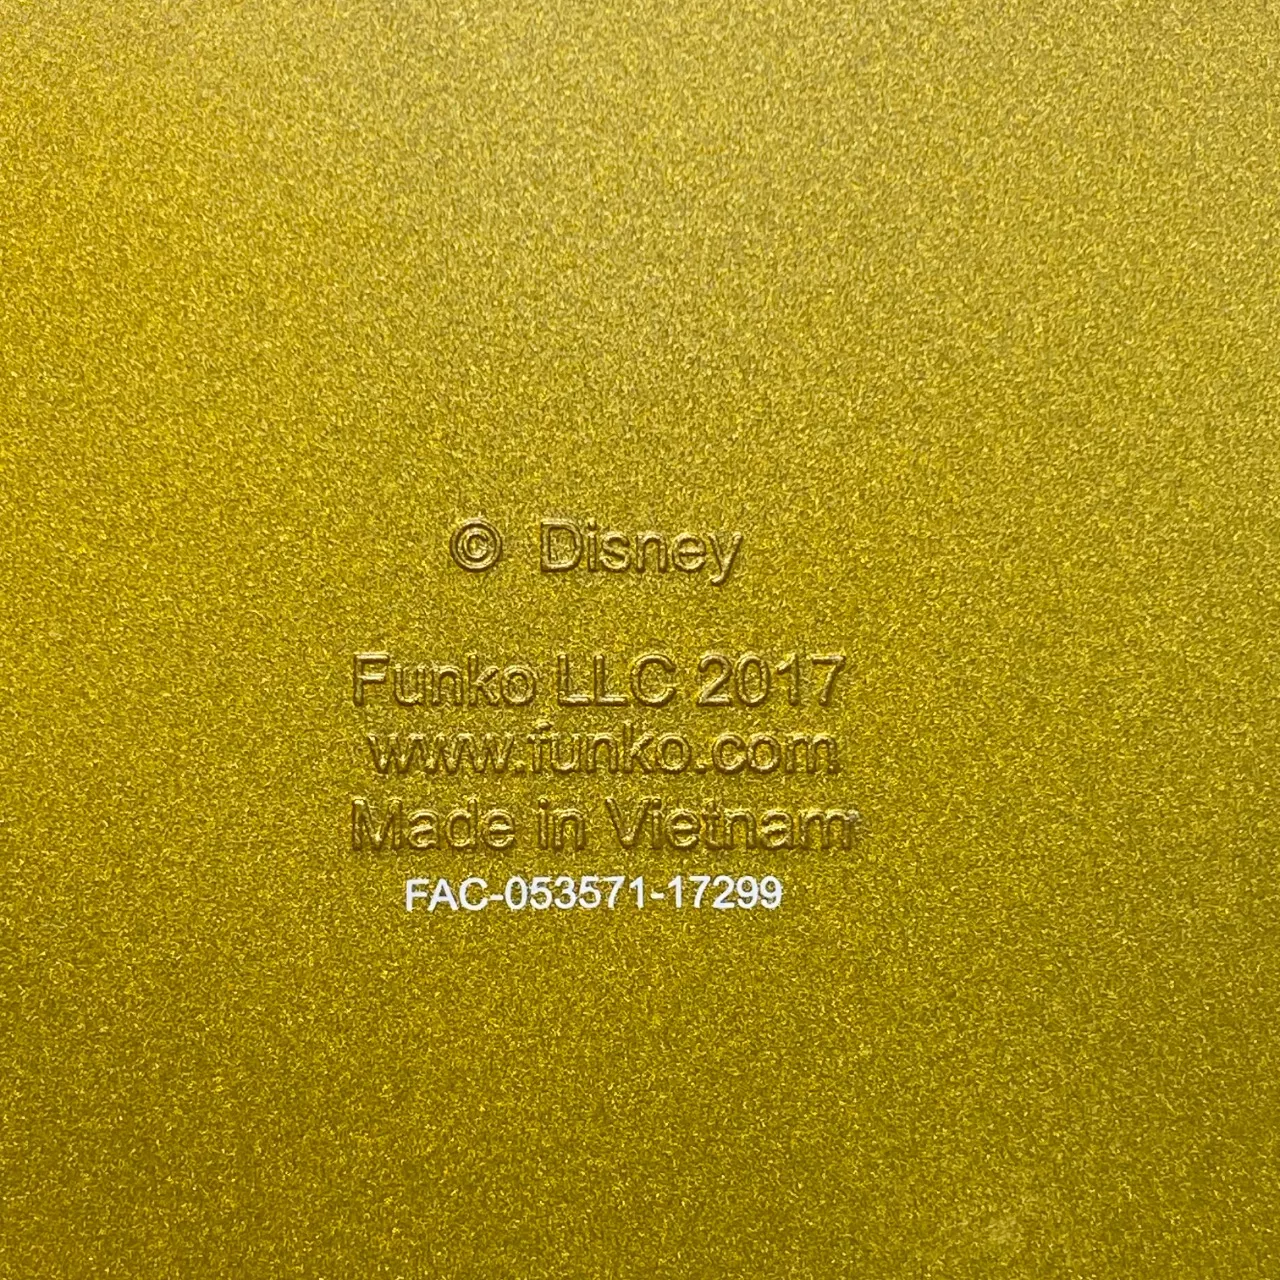 © Disney
Funko LLC 2017
www.funko.com
Made in Vietnam
FAC-053571-17299